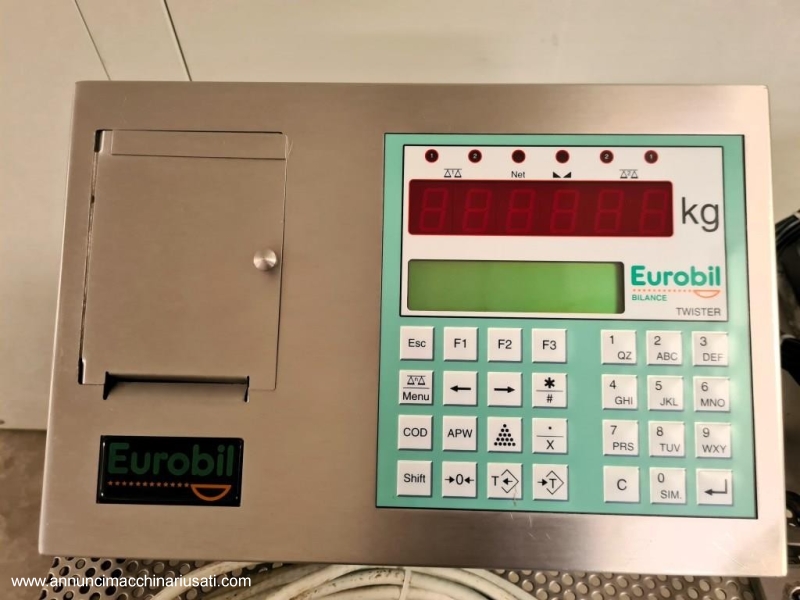 1 2 2 1
Net
kg
Eurobil
BILANCE
TWISTER
Esc F1 F2 F3
1 QZ 2 ABC 3 DEF
Menu ← → * #
4 GHI 5 JKL 6 MNO
COD APW . X
7 PRS 8 TUV 9 WXY
Shift →0← T← →T
C 0 SIM.
Eurobil
www.annuncimacchinariusati.com